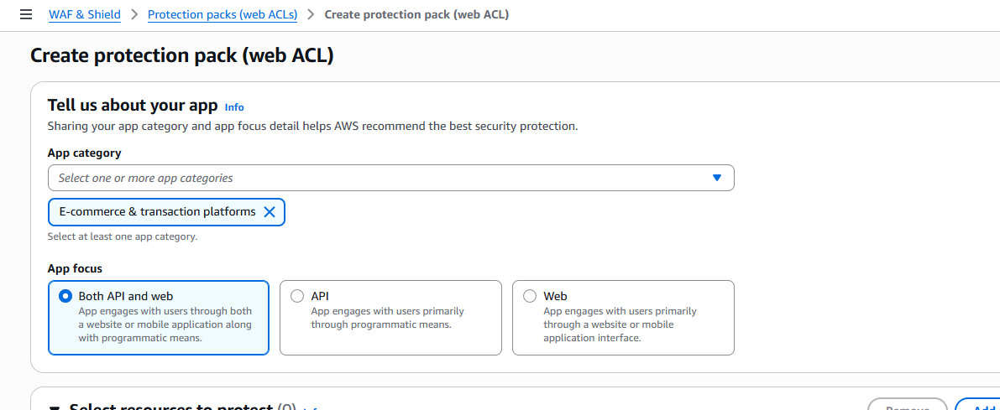 WAF & Shield > Protection packs (web ACLs) > Create protection pack (web ACL)
Create protection pack (web ACL)
Tell us about your app Info
Sharing your app category and app focus detail helps AWS recommend the best security protection.
App category
Select one or more app categories
E-commerce & transaction platforms
Select at least one app category.
App focus
Both API and web
App engages with users through both
a website or mobile application along
with programmatic means.
API
App engages with users primarily
through programmatic means.
Web
App engages with users primarily
through a website or mobile
application interface.
Select resources to protect (0) Info
Remove
Add